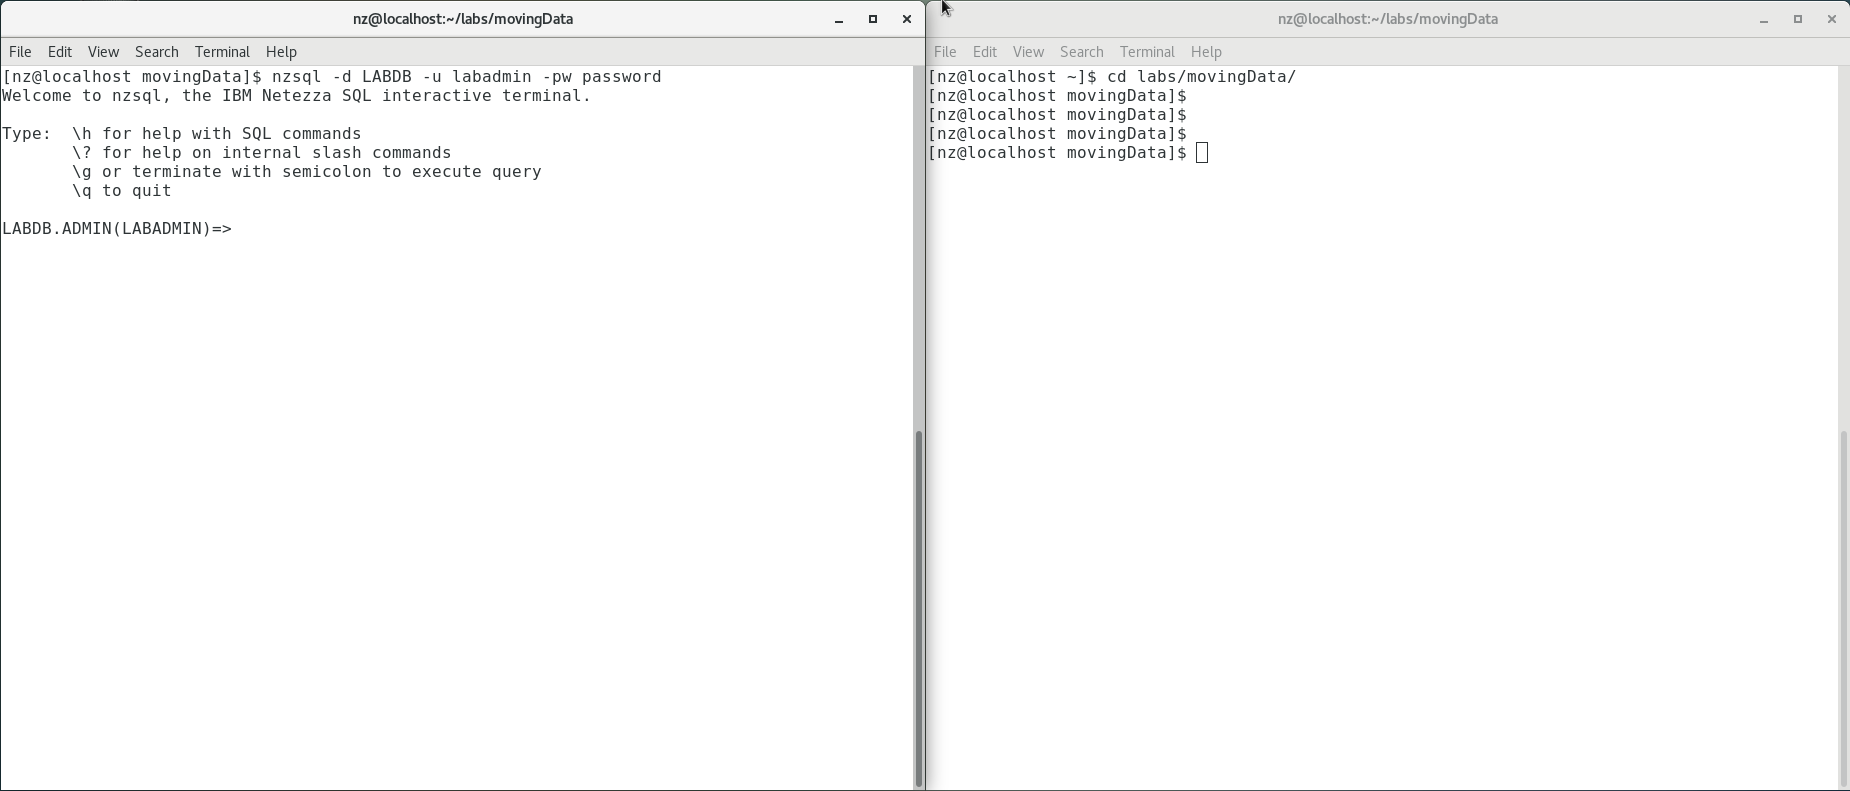 nz@localhost:~/labs/movingData
File Edit View Search Terminal Help
[nz@localhost movingData]$ nzsql -d LABDB -u labadmin -pw password
Welcome to nzsql, the IBM Netezza SQL interactive terminal.
Type:  \h for help with SQL commands
       \? for help on internal slash commands
       \g or terminate with semicolon to execute query
       \q to quit
LABDB.ADMIN(LABADMIN)=>
nz@localhost:~/labs/movingData
File Edit View Search Terminal Help
[nz@localhost ~]$ cd labs/movingData/
[nz@localhost movingData]$
[nz@localhost movingData]$
[nz@localhost movingData]$
[nz@localhost movingData]$